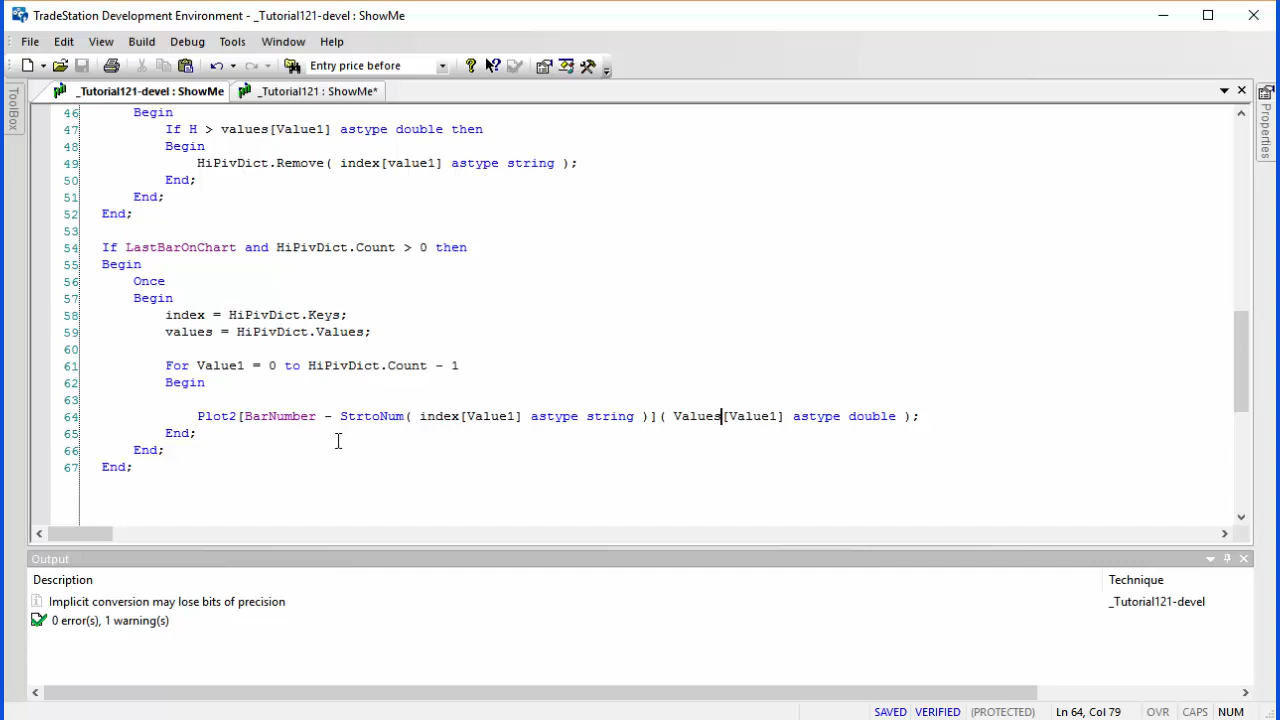 TradeStation Development Environment - _Tutorial121-devel : ShowMe
File Edit View Build Debug Tools Window Help
Entry price before
_Tutorial121-devel : ShowMe _Tutorial121 : ShowMe*
ToolBox
Properties
46 Begin
47 If H > values[Value1] astype double then
48 Begin
49 HiPivDict.Remove( index[value1] astype string );
50 End;
51 End;
52 End;
53
54 If LastBarOnChart and HiPivDict.Count > 0 then
55 Begin
56 Once
57 Begin
58 index = HiPivDict.Keys;
59 values = HiPivDict.Values;
60
61 For Value1 = 0 to HiPivDict.Count - 1
62 Begin
63
64 Plot2[BarNumber - StrtoNum( index[Value1] astype string )]( Values[Value1] astype double );
65 End;
66 End;
67 End;
Output
Description Technique
Implicit conversion may lose bits of precision _Tutorial121-devel
0 error(s), 1 warning(s)
SAVED VERIFIED (PROTECTED) Ln 64, Col 79 OVR CAPS NUM